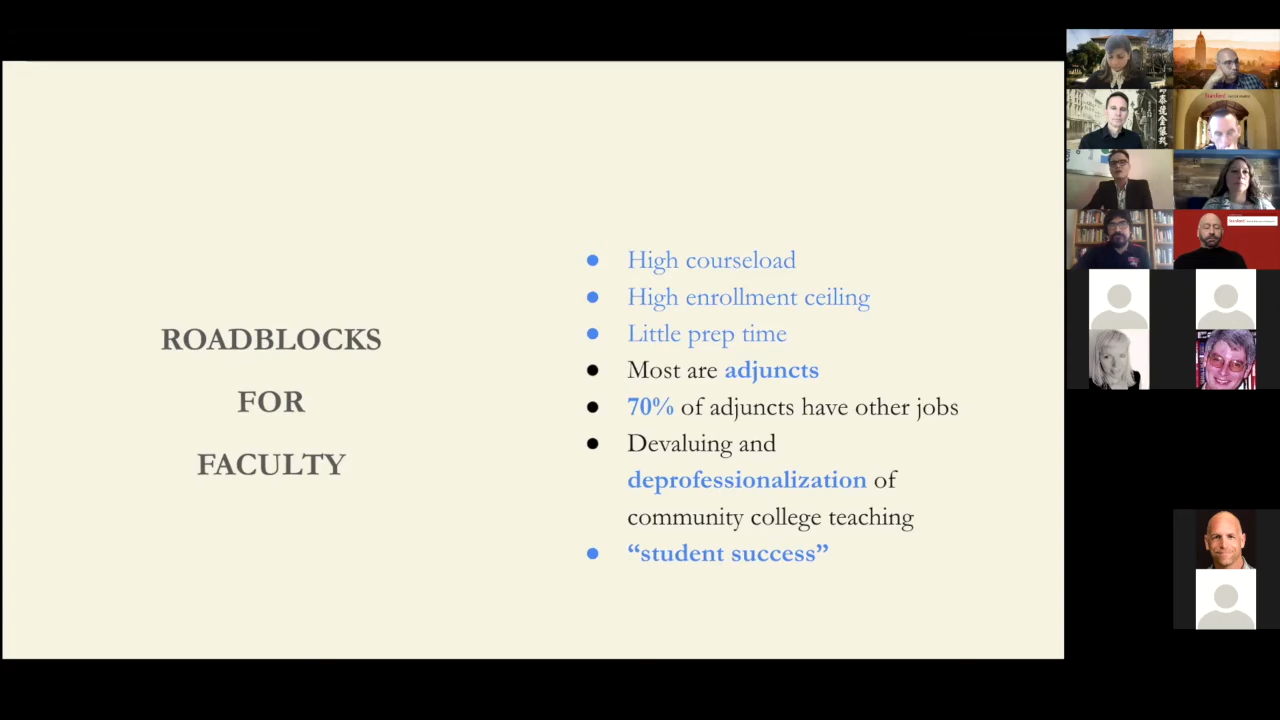 ROADBLOCKS
FOR
FACULTY
● High courseload
● High enrollment ceiling
● Little prep time
● Most are adjuncts
● 70% of adjuncts have other jobs
● Devaluing and
deprofessionalization of
community college teaching
● “student success”